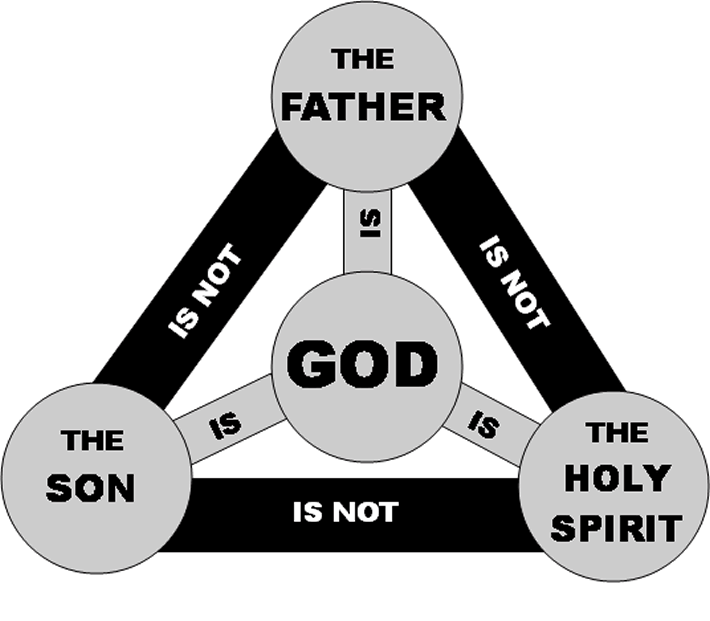 THE
FATHER
IS
IS NOT
IS NOT
GOD
IS
IS
THE
SON
THE
HOLY
SPIRIT
IS NOT